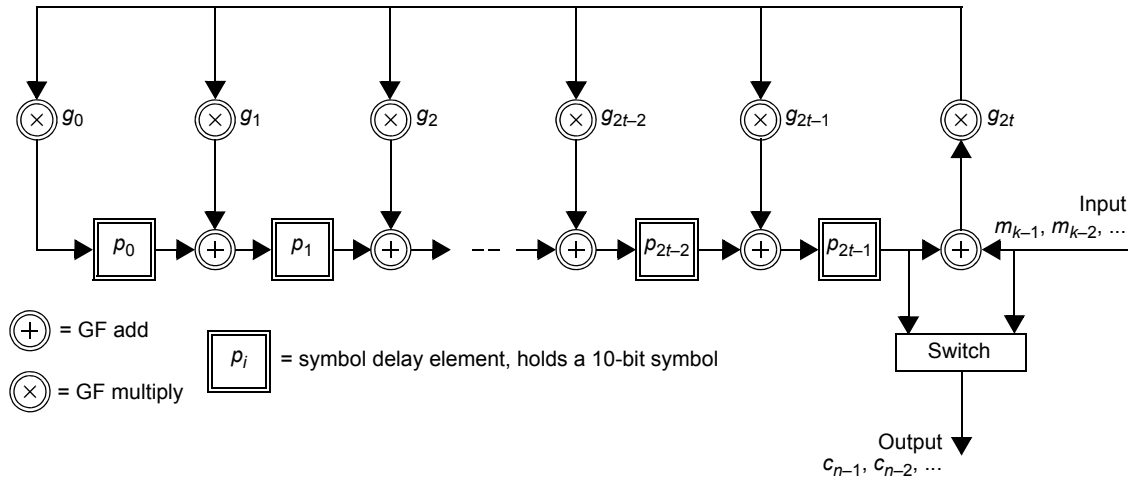 g0 g1 g2 g2t–2 g2t–1 g2t
Input
mk–1, mk–2, ...
p0 p1 p2t–2 p2t–1
= GF add
pi = symbol delay element, holds a 10-bit symbol
= GF multiply
Switch
Output
cn–1, cn–2, ...